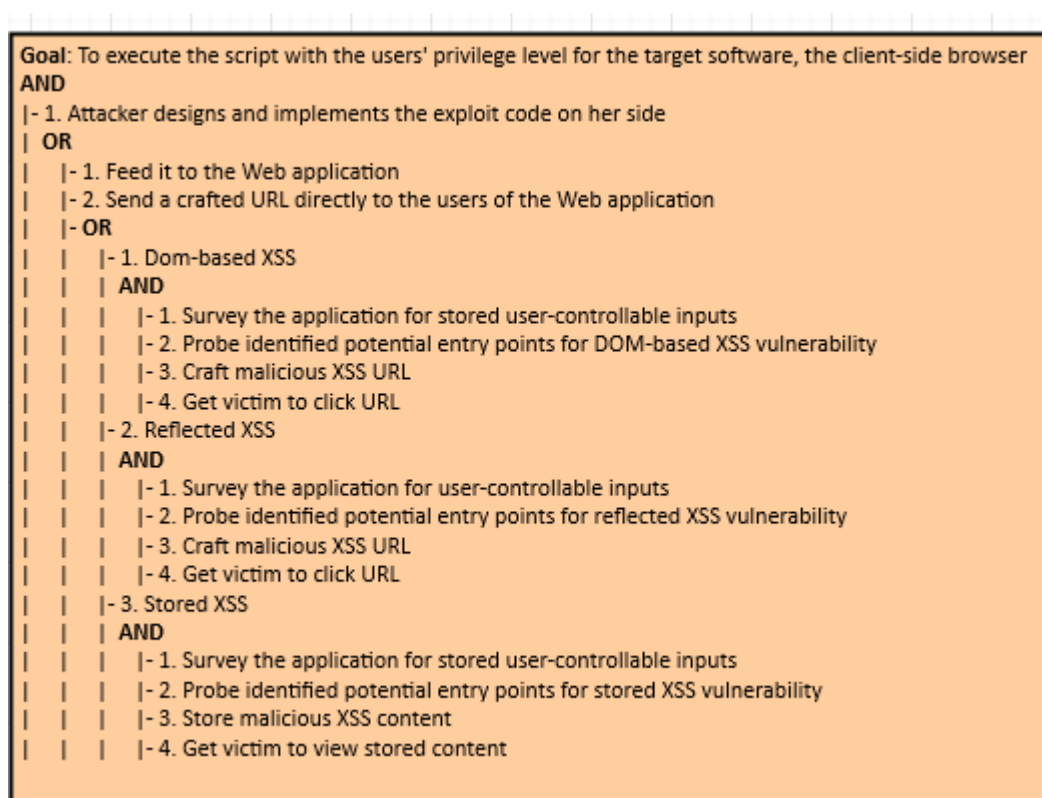 Goal: To execute the script with the users' privilege level for the target software, the client-side browser
AND
|- 1. Attacker designs and implements the exploit code on her side
| OR
| |- 1. Feed it to the Web application
| |- 2. Send a crafted URL directly to the users of the Web application
| |- OR
| | |- 1. Dom-based XSS
| | | AND
| | | |- 1. Survey the application for stored user-controllable inputs
| | | |- 2. Probe identified potential entry points for DOM-based XSS vulnerability
| | | |- 3. Craft malicious XSS URL
| | | |- 4. Get victim to click URL
| | |- 2. Reflected XSS
| | | AND
| | | |- 1. Survey the application for user-controllable inputs
| | | |- 2. Probe identified potential entry points for reflected XSS vulnerability
| | | |- 3. Craft malicious XSS URL
| | | |- 4. Get victim to click URL
| | |- 3. Stored XSS
| | | AND
| | | |- 1. Survey the application for stored user-controllable inputs
| | | |- 2. Probe identified potential entry points for stored XSS vulnerability
| | | |- 3. Store malicious XSS content
| | | |- 4. Get victim to view stored content